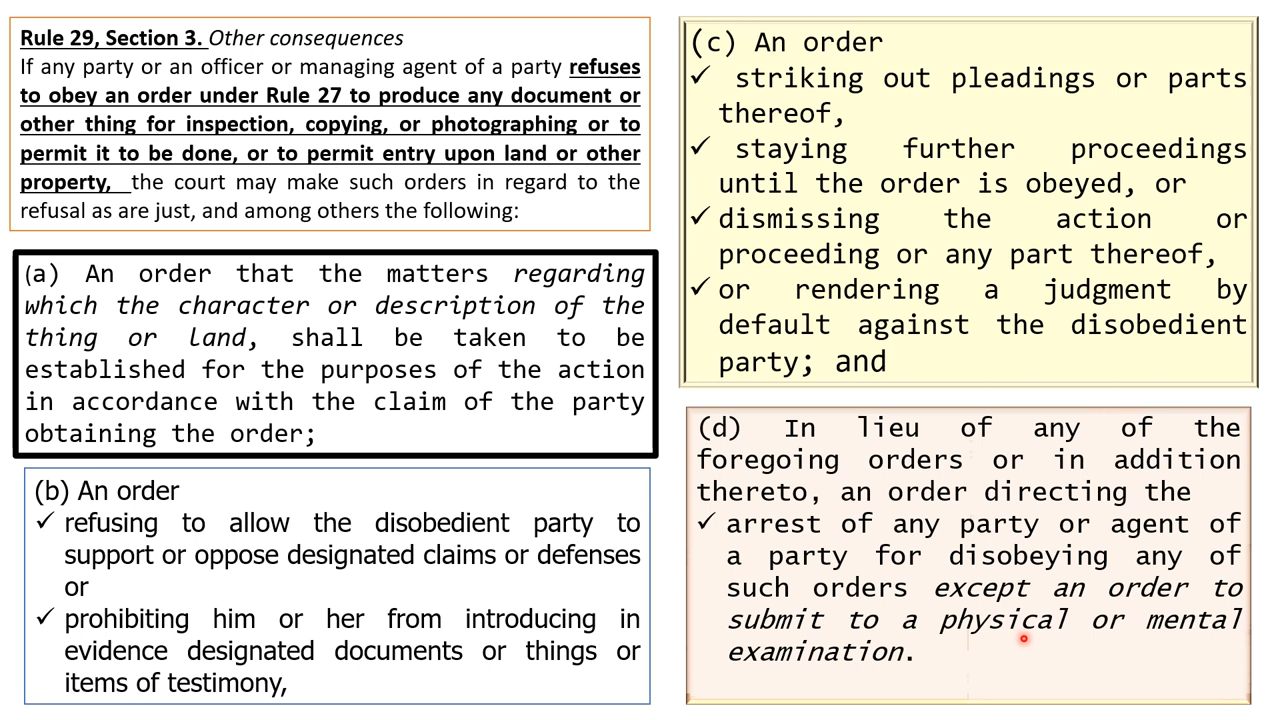 Rule 29, Section 3. Other consequences
If any party or an officer or managing agent of a party refuses
to obey an order under Rule 27 to produce any document or
other thing for inspection, copying, or photographing or to
permit it to be done, or to permit entry upon land or other
property, the court may make such orders in regard to the
refusal as are just, and among others the following:
(a) An order that the matters regarding
which the character or description of the
thing or land, shall be taken to be
established for the purposes of the action
in accordance with the claim of the party
obtaining the order;
(b) An order
✓ refusing to allow the disobedient party to
support or oppose designated claims or defenses
or
✓ prohibiting him or her from introducing in
evidence designated documents or things or
items of testimony,
(c) An order
✓ striking out pleadings or parts
thereof,
✓ staying further proceedings
until the order is obeyed, or
✓ dismissing the action or
proceeding or any part thereof,
✓ or rendering a judgment by
default against the disobedient
party; and
(d) In lieu of any of the
foregoing orders or in addition
thereto, an order directing the
✓ arrest of any party or agent of
a party for disobeying any of
such orders except an order to
submit to a physical or mental
examination.